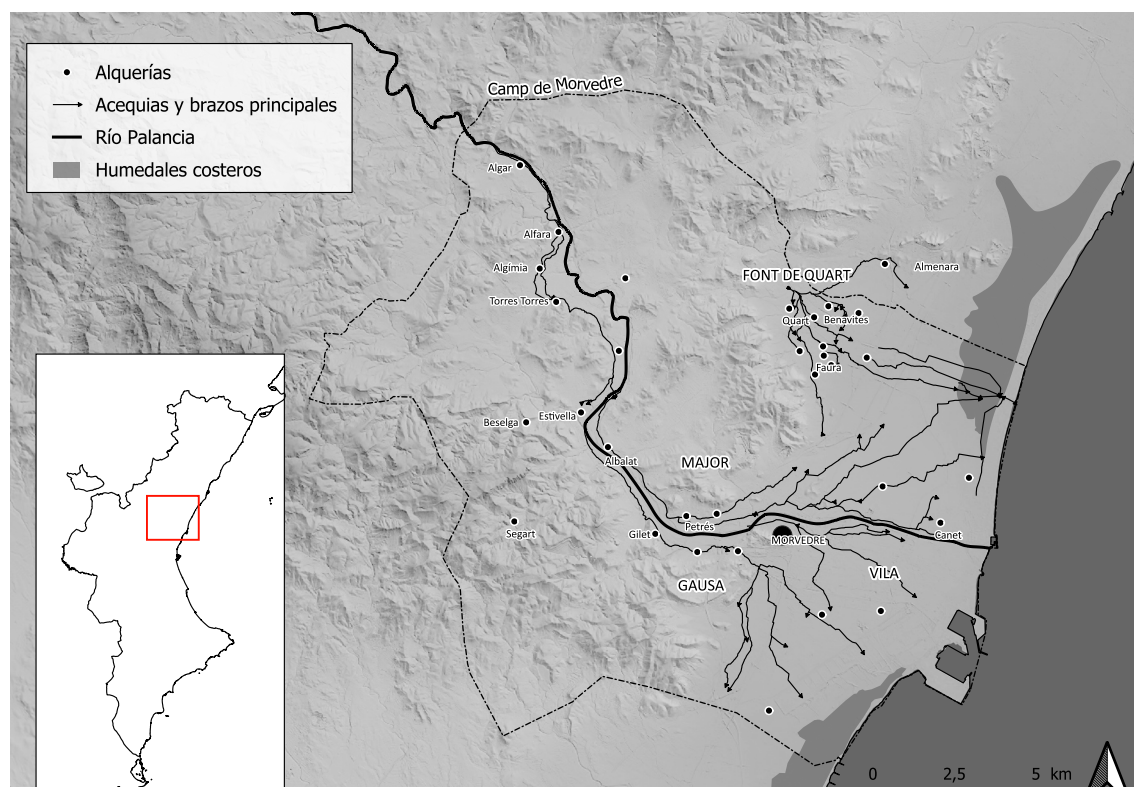 Alquerías
Acequias y brazos principales
Río Palancia
Humedales costeros
Camp de Morvedre
Algar
Alfara
Algímia
Torres Torres
FONT DE QUART
Almenara
Quart
Benavites
Faura
Estivella
Beselga
Albalat
MAJOR
Segart
Petrés
Gilet
MORVEDRE
Canet
GAUSA
VILA
0 2,5 5 km